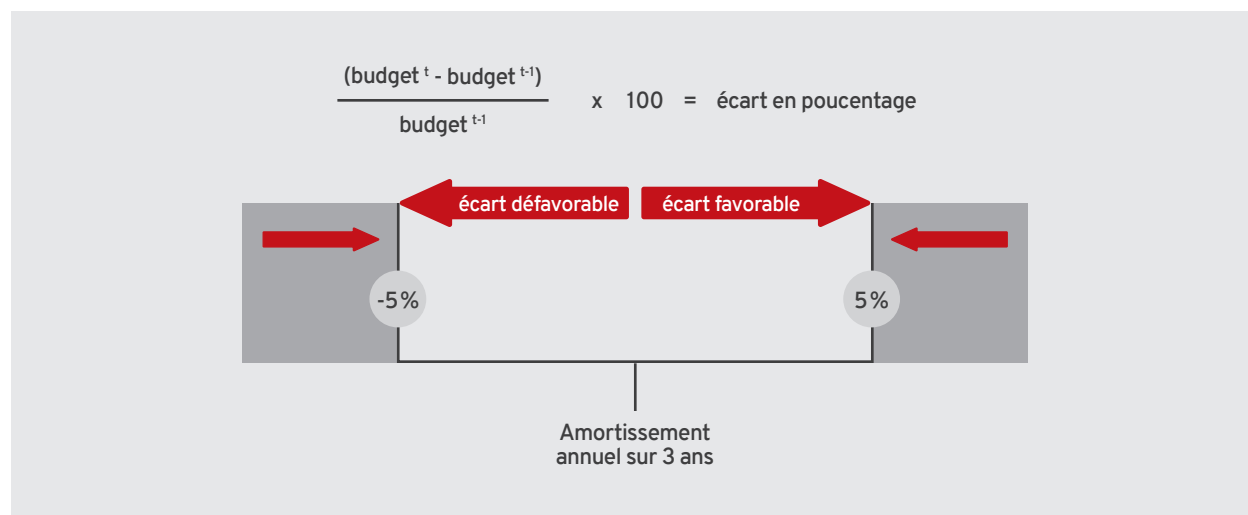 (budget t - budget t-1)
x 100 = écart en poucentage
budget t-1
écart défavorable écart favorable
-5% 5%
Amortissement
annuel sur 3 ans